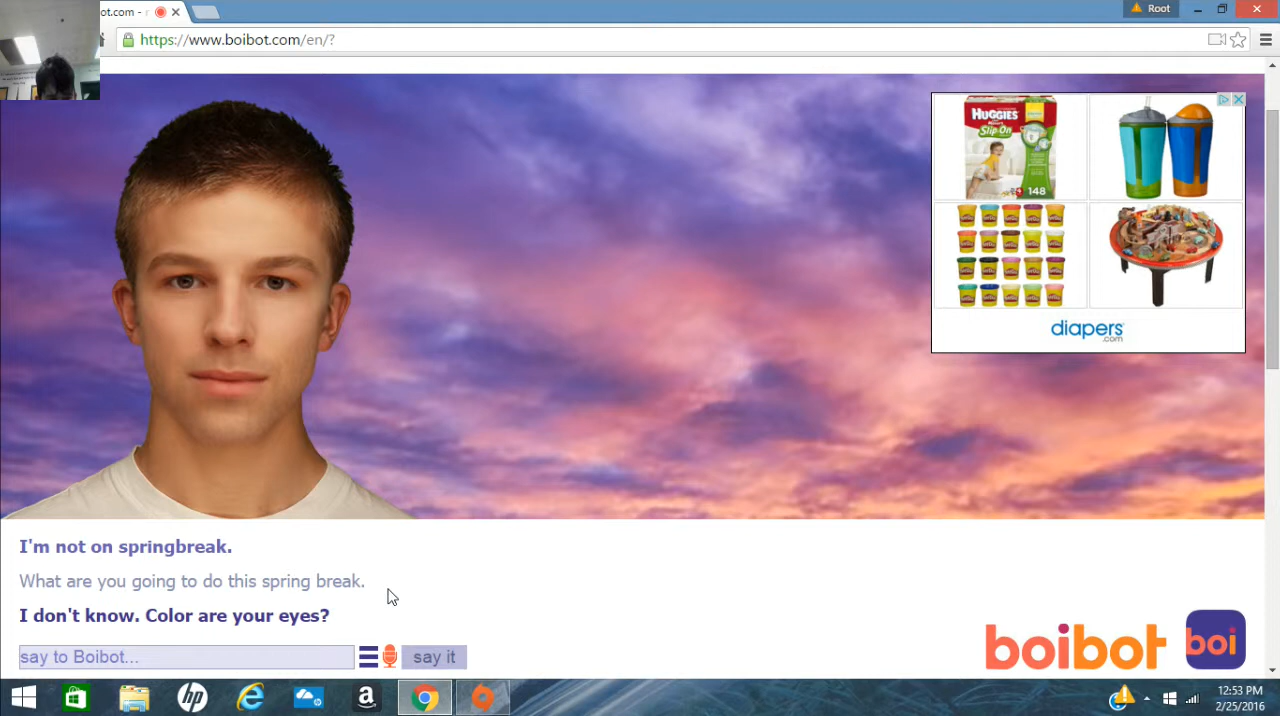 ot.com -
Root
https://www.boibot.com/en/?
HUGGIES
Slip On
148
diapers
.com
I'm not on springbreak.
What are you going to do this spring break.
I don't know. Color are your eyes?
say to Boibot...
say it
boibot
boi
hp
a
12:53 PM
2/25/2016